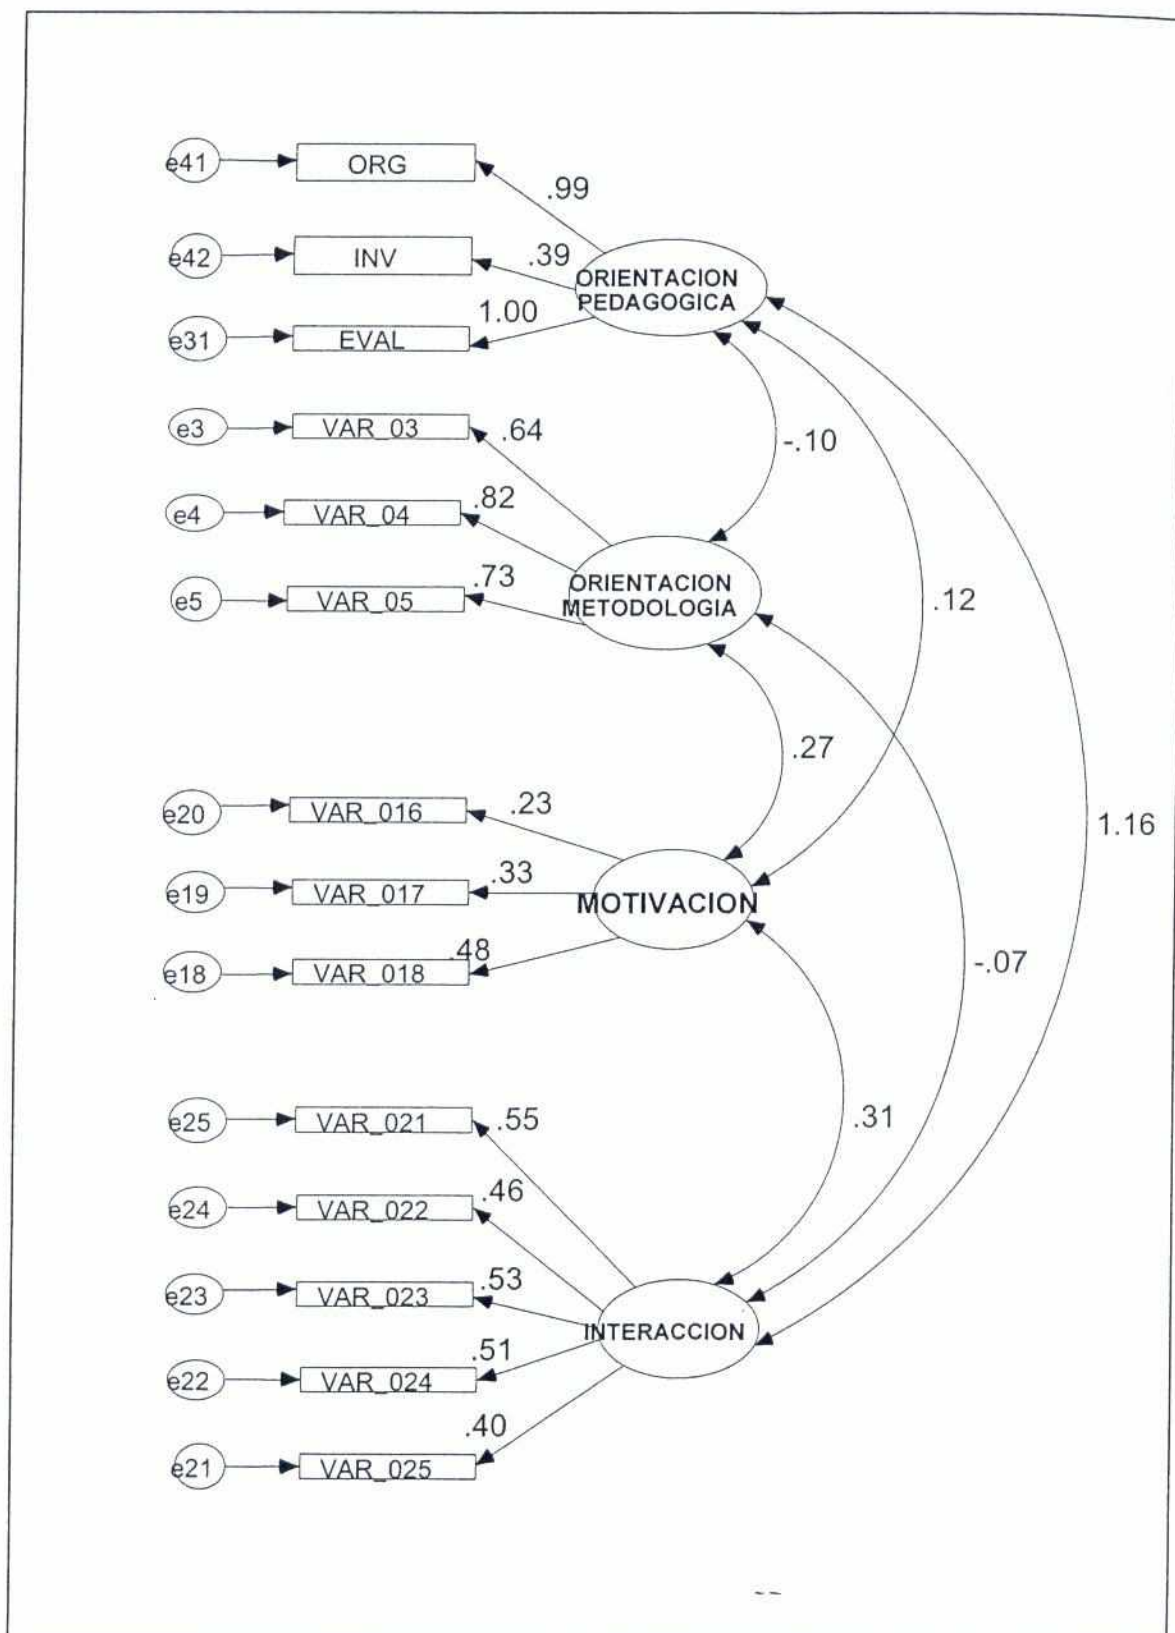 e41 ORG
.99
e42 INV .39
ORIENTACION
PEDAGOGICA
1.00
e31 EVAL
e3 VAR_03 .64
-.10
e4 VAR_04 .82
ORIENTACION
METODOLOGIA
.73
e5 VAR_05
.12
.27
e20 VAR_016 .23
1.16
e19 VAR_017 .33
MOTIVACION
.48
e18 VAR_018
-.07
e25 VAR_021 .55
.31
e24 VAR_022 .46
e23 VAR_023 .53
INTERACCION
.51
e22 VAR_024
.40
e21 VAR_025